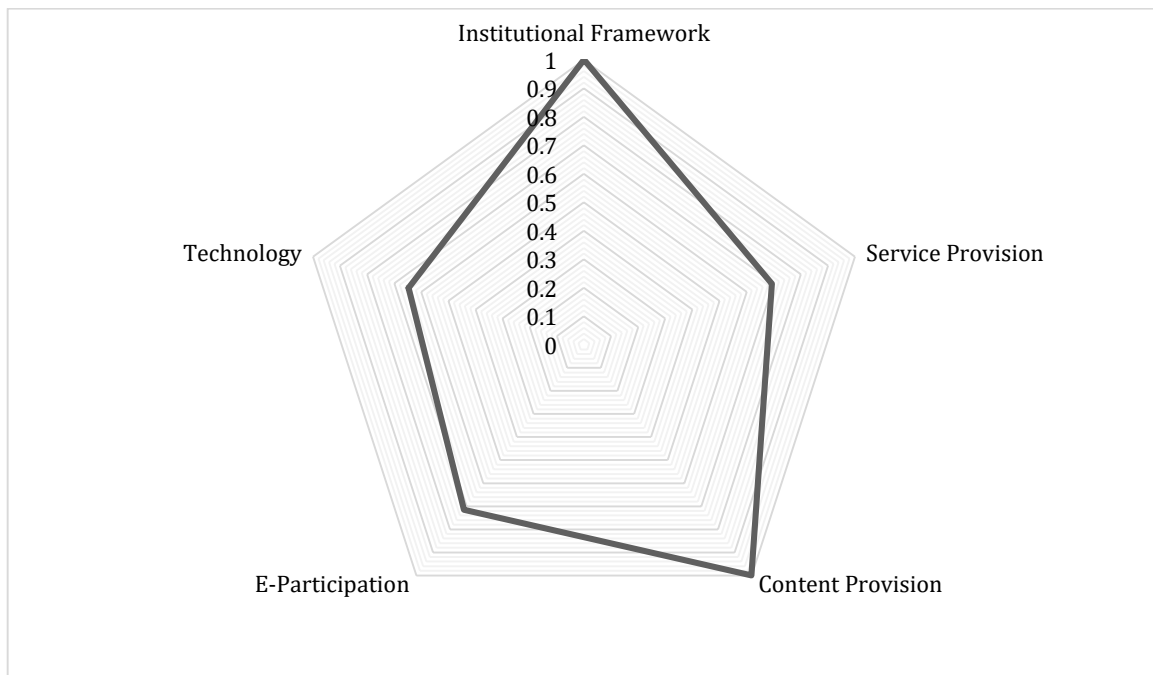 Institutional Framework
1
0.9
0.8
0.7
0.6
0.5
0.4
0.3
0.2
0.1
0
Technology
Service Provision
E-Participation
Content Provision